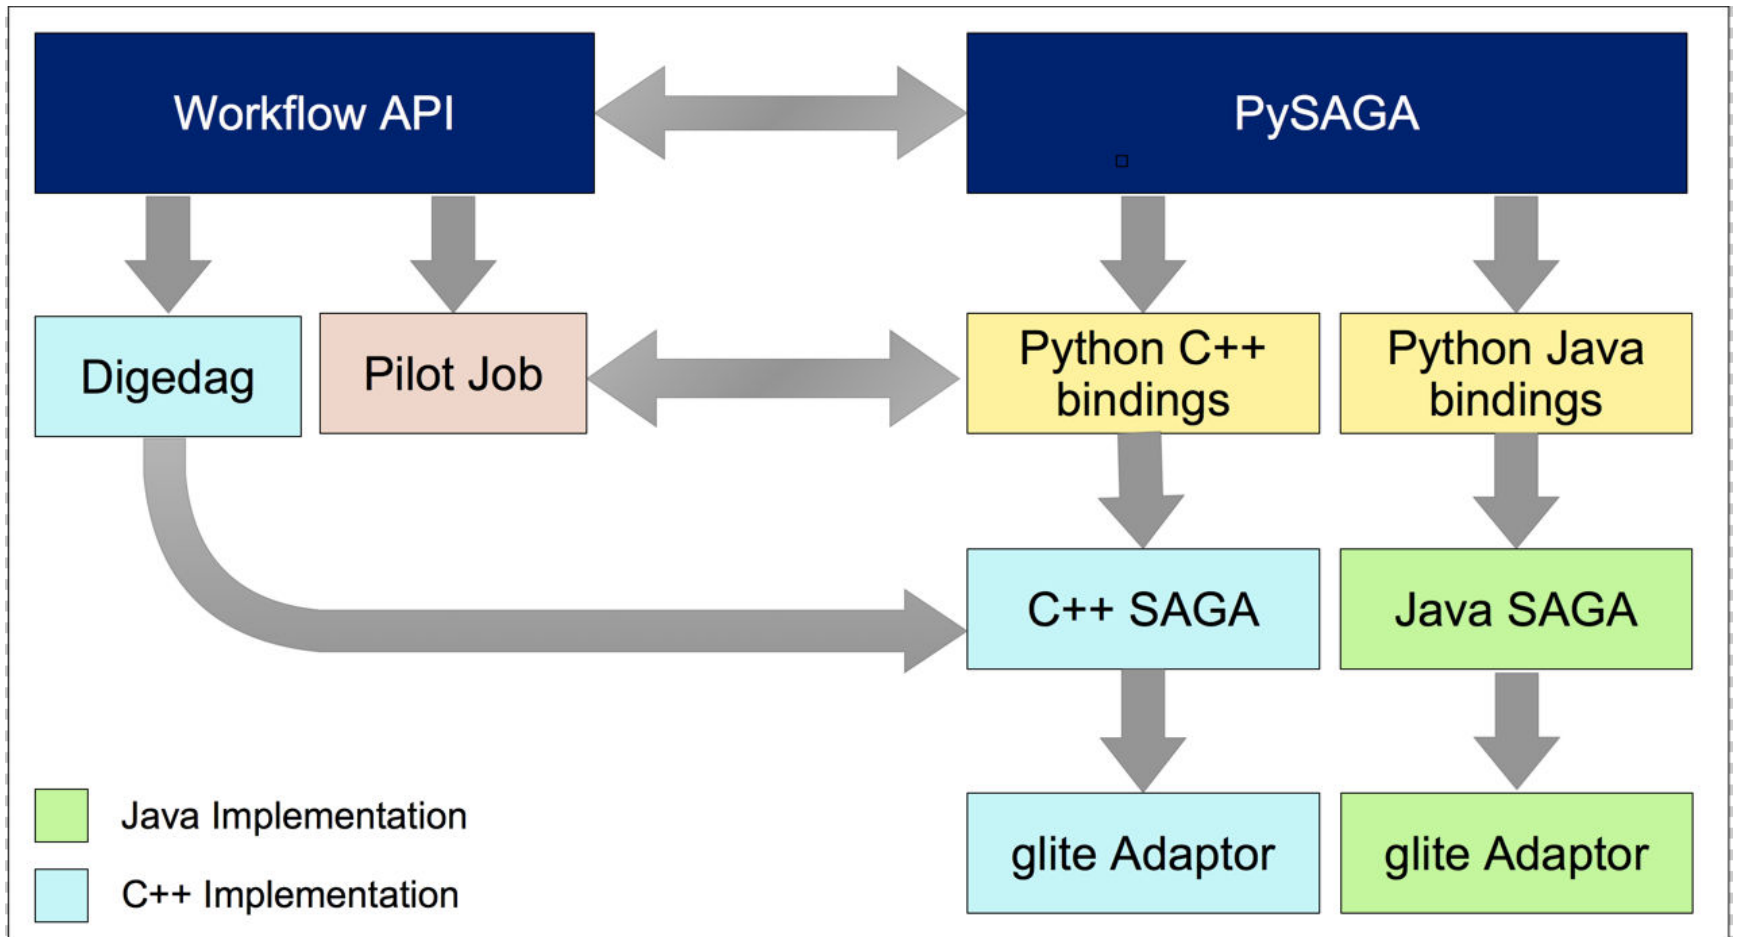 Workflow API
PySAGA
Digedag
Pilot Job
Python C++
bindings
Python Java
bindings
C++ SAGA
Java SAGA
glite Adaptor
glite Adaptor
Java Implementation
C++ Implementation